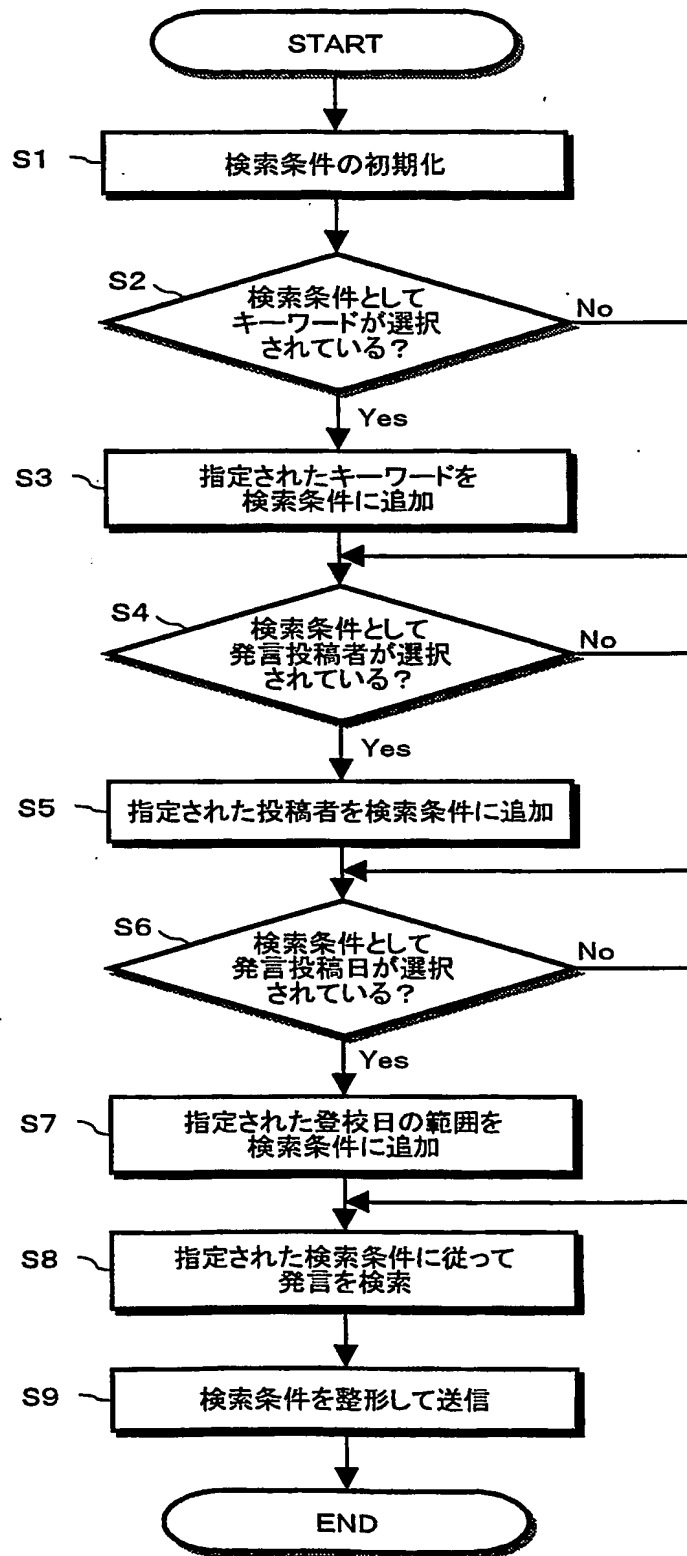 START
S1
検索条件の初期化
S2
検索条件として
キーワードが選択
されている?
No
Yes
S3
指定されたキーワードを
検索条件に追加
S4
検索条件として
発言投稿者が選択
されている?
No
Yes
S5
指定された投稿者を検索条件に追加
S6
検索条件として
発言投稿日が選択
されている?
No
Yes
S7
指定された登校日の範囲を
検索条件に追加
S8
指定された検索条件に従って
発言を検索
S9
検索条件を整形して送信
END